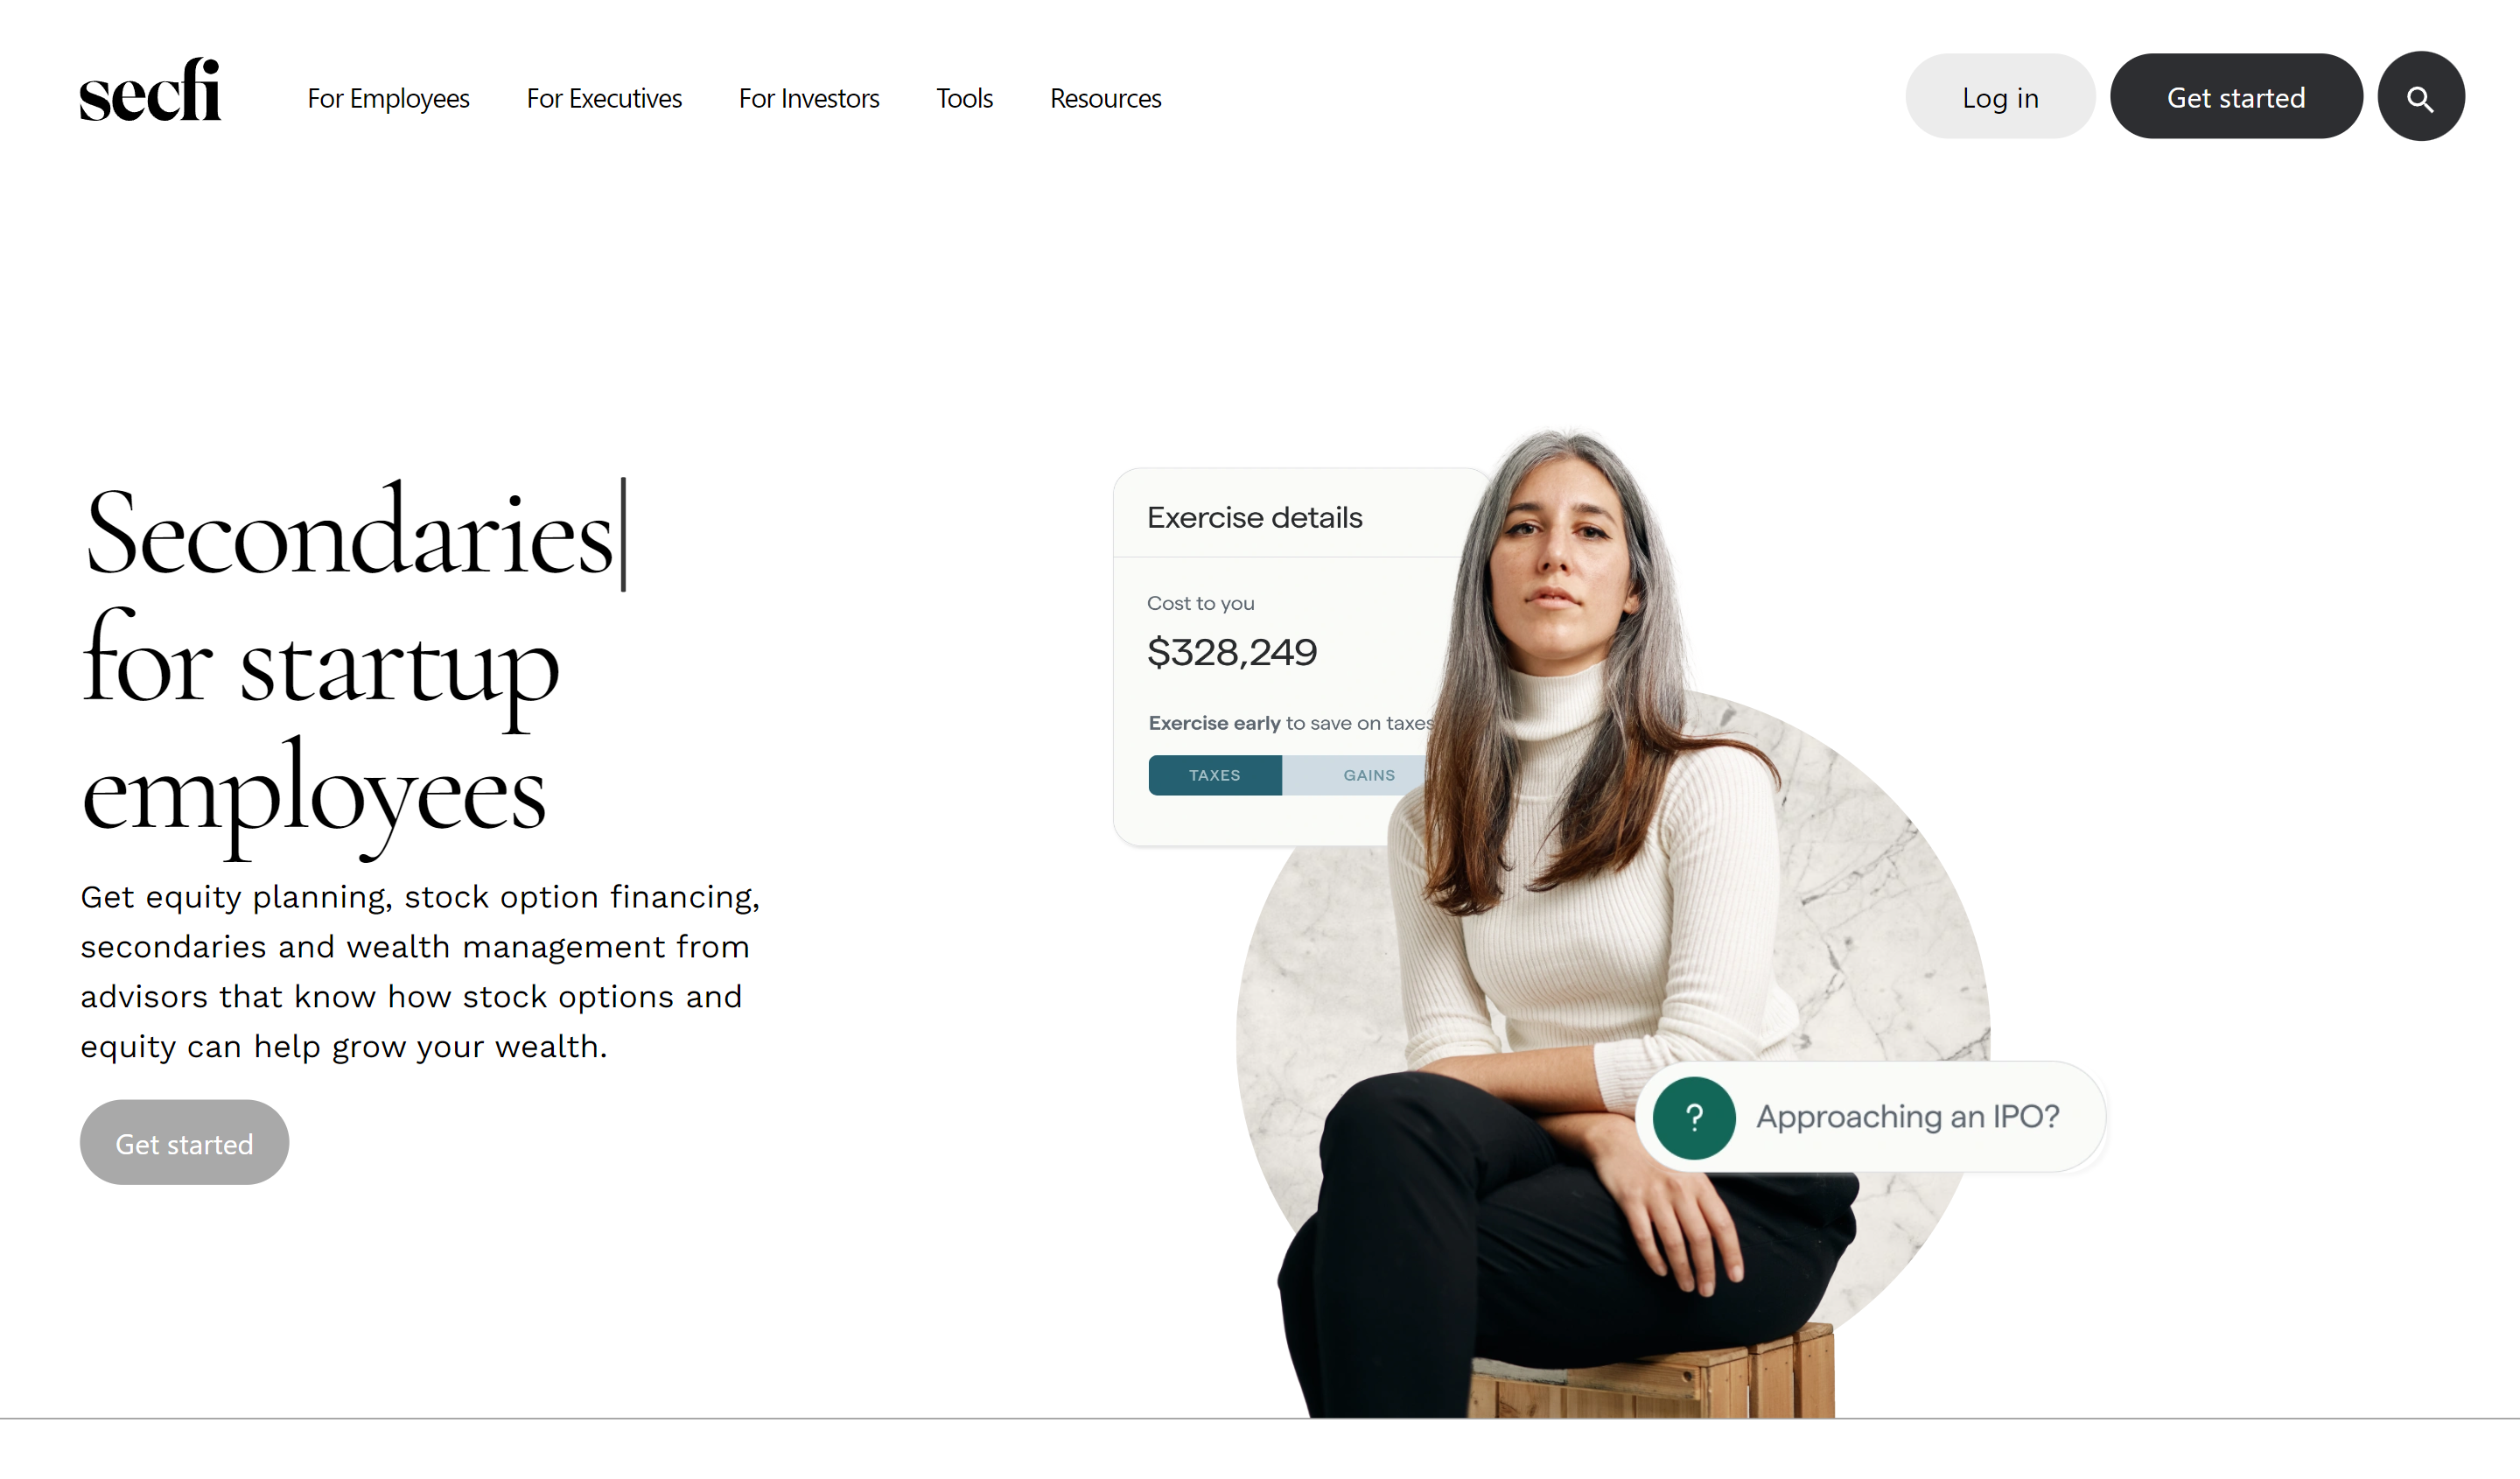 secfi
For Employees
For Executives
For Investors
Tools
Resources
Log in
Get started
Secondaries
for startup
employees
Get equity planning, stock option financing,
secondaries and wealth management from
advisors that know how stock options and
equity can help grow your wealth.
Get started
Exercise details
Cost to you
$328,249
Exercise early to save on taxes
TAXES GAINS
? Approaching an IPO?